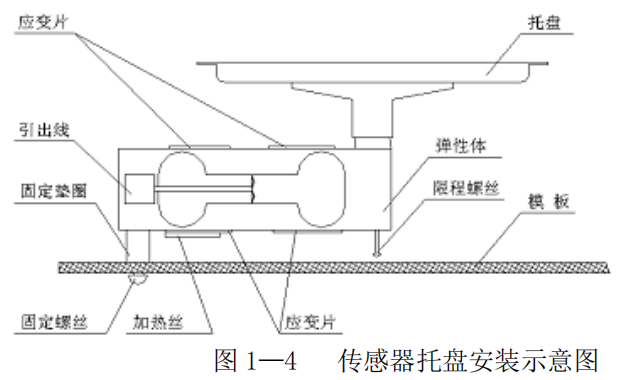 应变片
托盘
引出线
弹性体
固定垫圈
限程螺丝
模 板
固定螺丝
加热丝
应变片
图 1—4 传感器托盘安装示意图